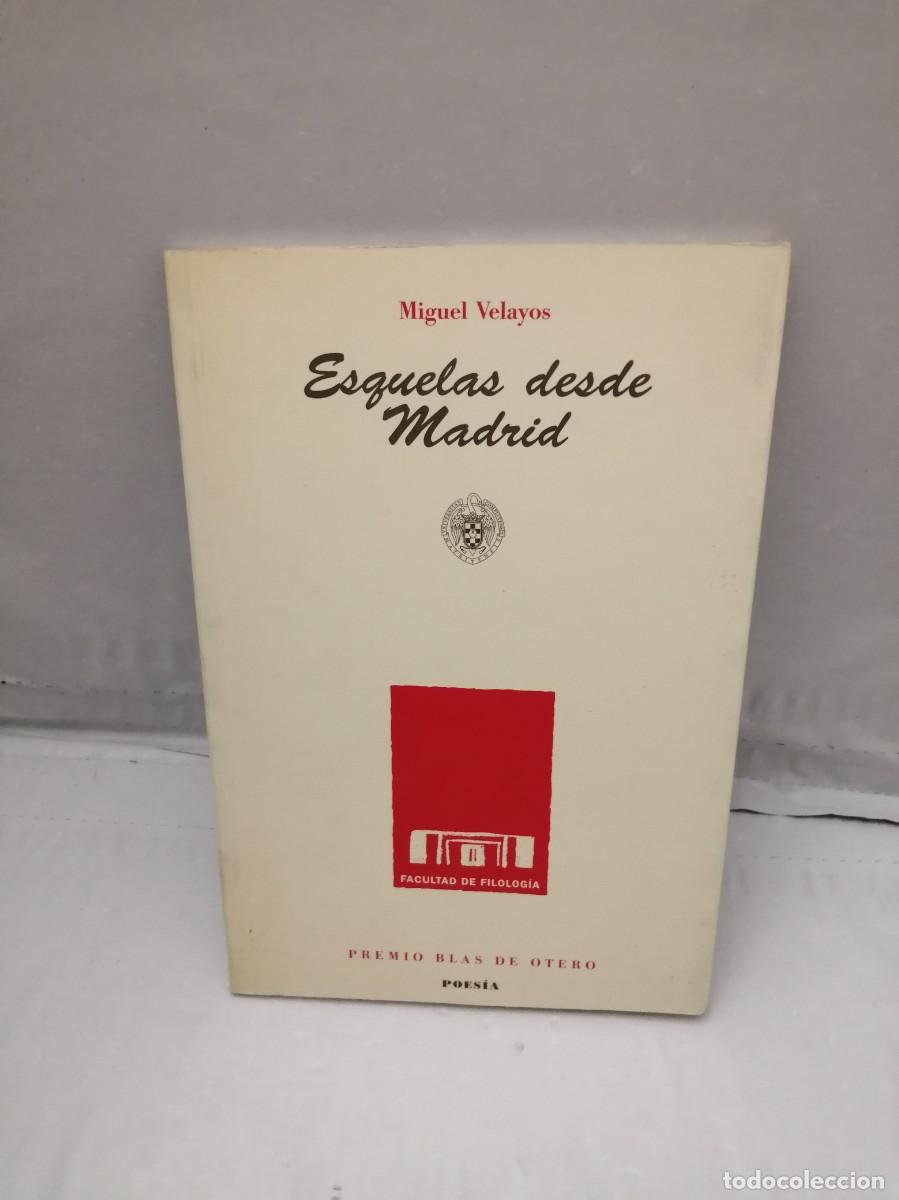 Miguel Velayos
Esquelas desde
Madrid
FACULTAD DE FILOLOGÍA
PREMIO BLAS DE OTERO
POESÍA
todocoleccion